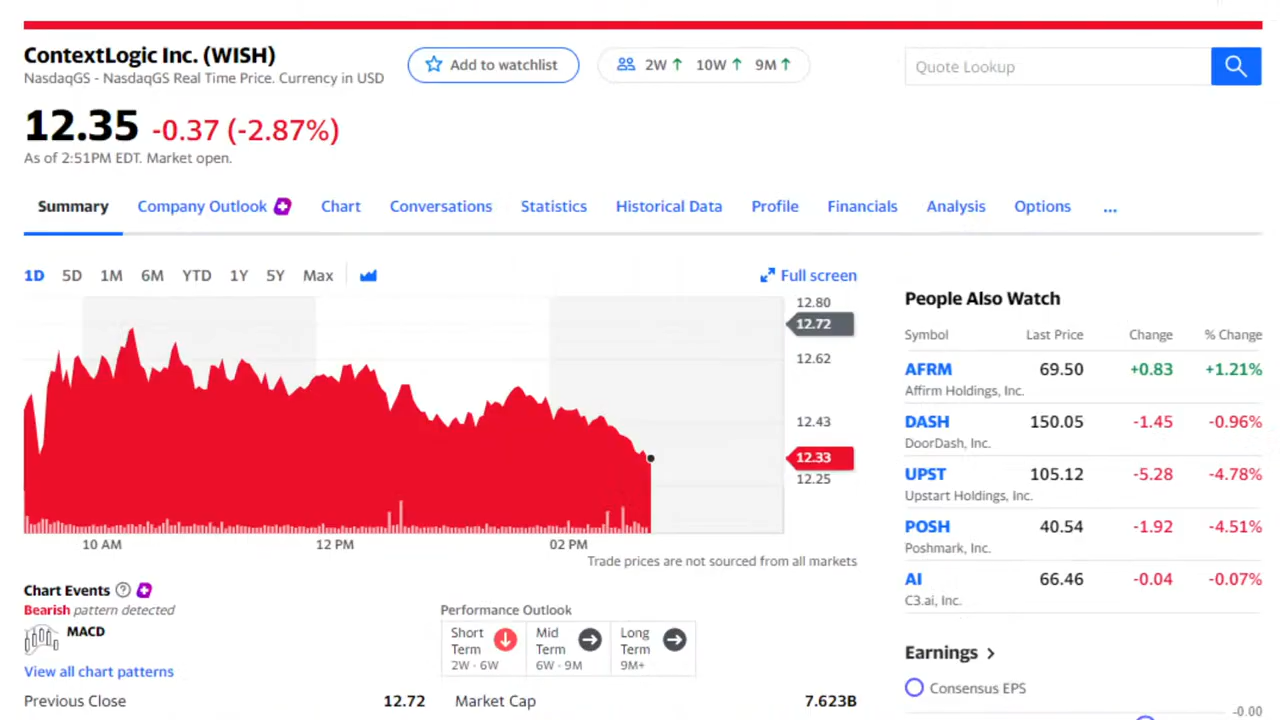 ContextLogic Inc. (WISH)
NasdaqGS - NasdaqGS Real Time Price. Currency in USD
Add to watchlist
2W 10W 9M
Quote Lookup
12.35 -0.37 (-2.87%)
As of 2:51PM EDT. Market open.
Summary Company Outlook Chart Conversations Statistics Historical Data Profile Financials Analysis Options ...
1D 5D 1M 6M YTD 1Y 5Y Max
Full screen
12.80
12.72
12.62
12.43
12.33
12.25
10 AM 12 PM 02 PM
Trade prices are not sourced from all markets
Chart Events
Bearish pattern detected
MACD
View all chart patterns
Performance Outlook
Short Term 2W - 6W
Mid Term 6W - 9M
Long Term 9M+
Previous Close 12.72
Market Cap 7.623B
People Also Watch
Symbol Last Price Change % Change
AFRM 69.50 +0.83 +1.21%
Affirm Holdings, Inc.
DASH 150.05 -1.45 -0.96%
DoorDash, Inc.
UPST 105.12 -5.28 -4.78%
Upstart Holdings, Inc.
POSH 40.54 -1.92 -4.51%
Poshmark, Inc.
AI 66.46 -0.04 -0.07%
C3.ai, Inc.
Earnings
Consensus EPS
-0.00